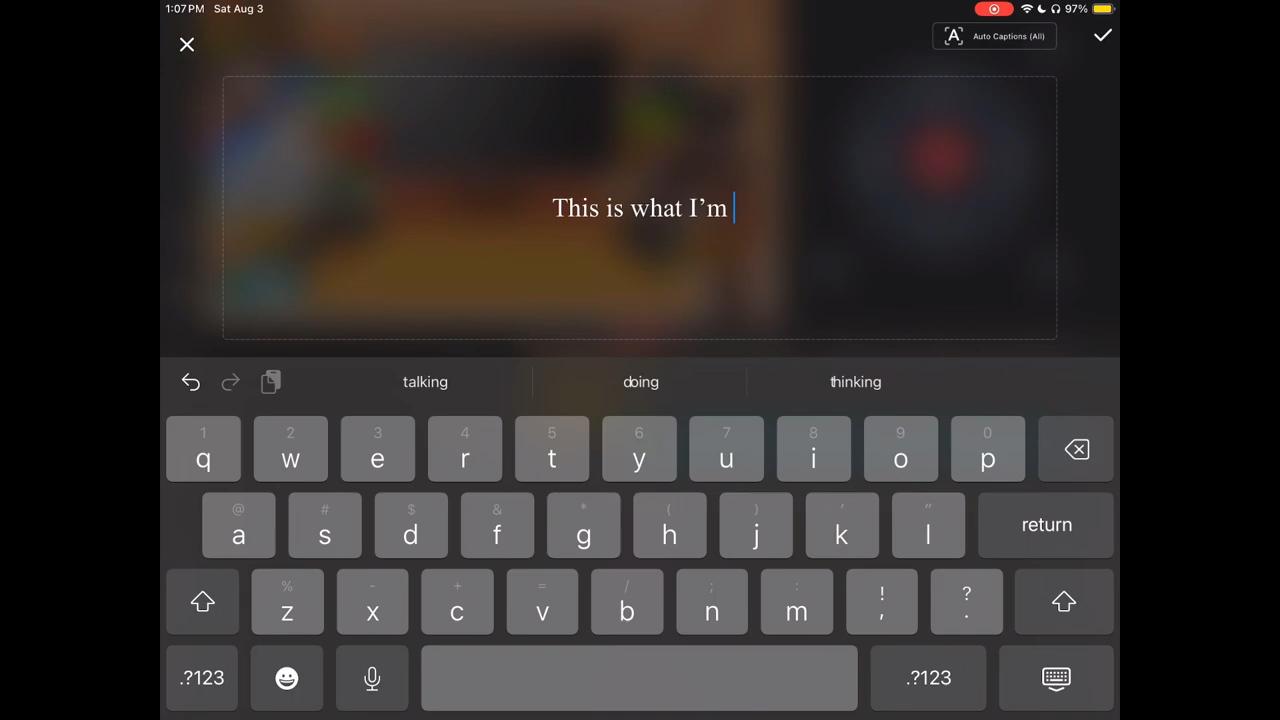 1:07 PM Sat Aug 3 97%
A Auto Captions (All)
This is what I’m
talking doing thinking
1 2 3 4 5 6 7 8 9 0
q w e r t y u i o p
@ # $ & * ( ) ′ ″
a s d f g h j k l return
% - + = / ; : ! ?
z x c v b n m , .
.?123 .?123